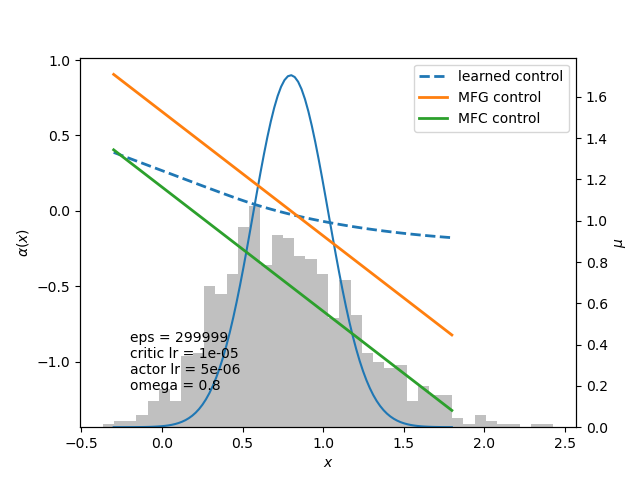 learned control
MFG control
MFC control
eps = 299999
critic lr = 1e-05
actor lr = 5e-06
omega = 0.8
α(x)
1.0
0.5
0.0
−0.5
−1.0
μ
1.6
1.4
1.2
1.0
0.8
0.6
0.4
0.2
0.0
−0.5 0.0 0.5 1.0 1.5 2.0 2.5
x